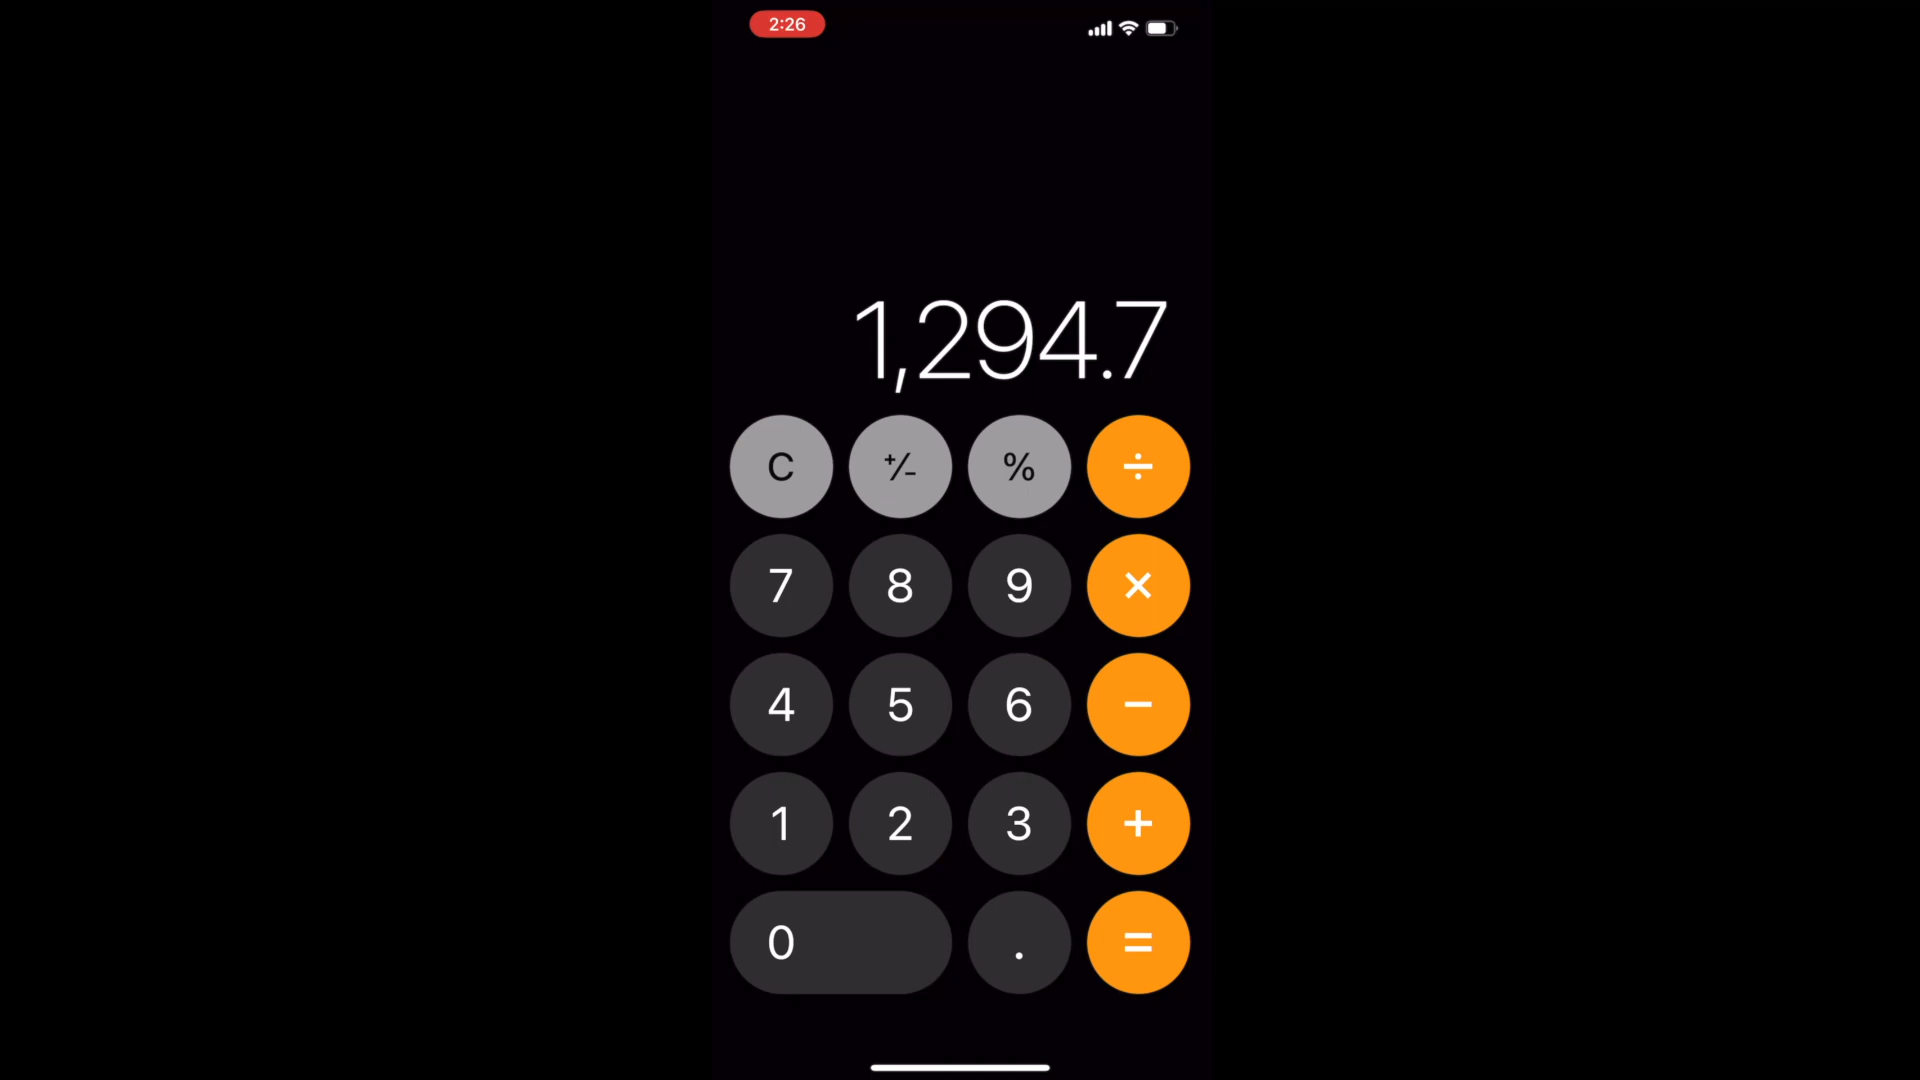 2:26
1,294.7
C +/- % ÷
7 8 9 ×
4 5 6 −
1 2 3 +
0 . =